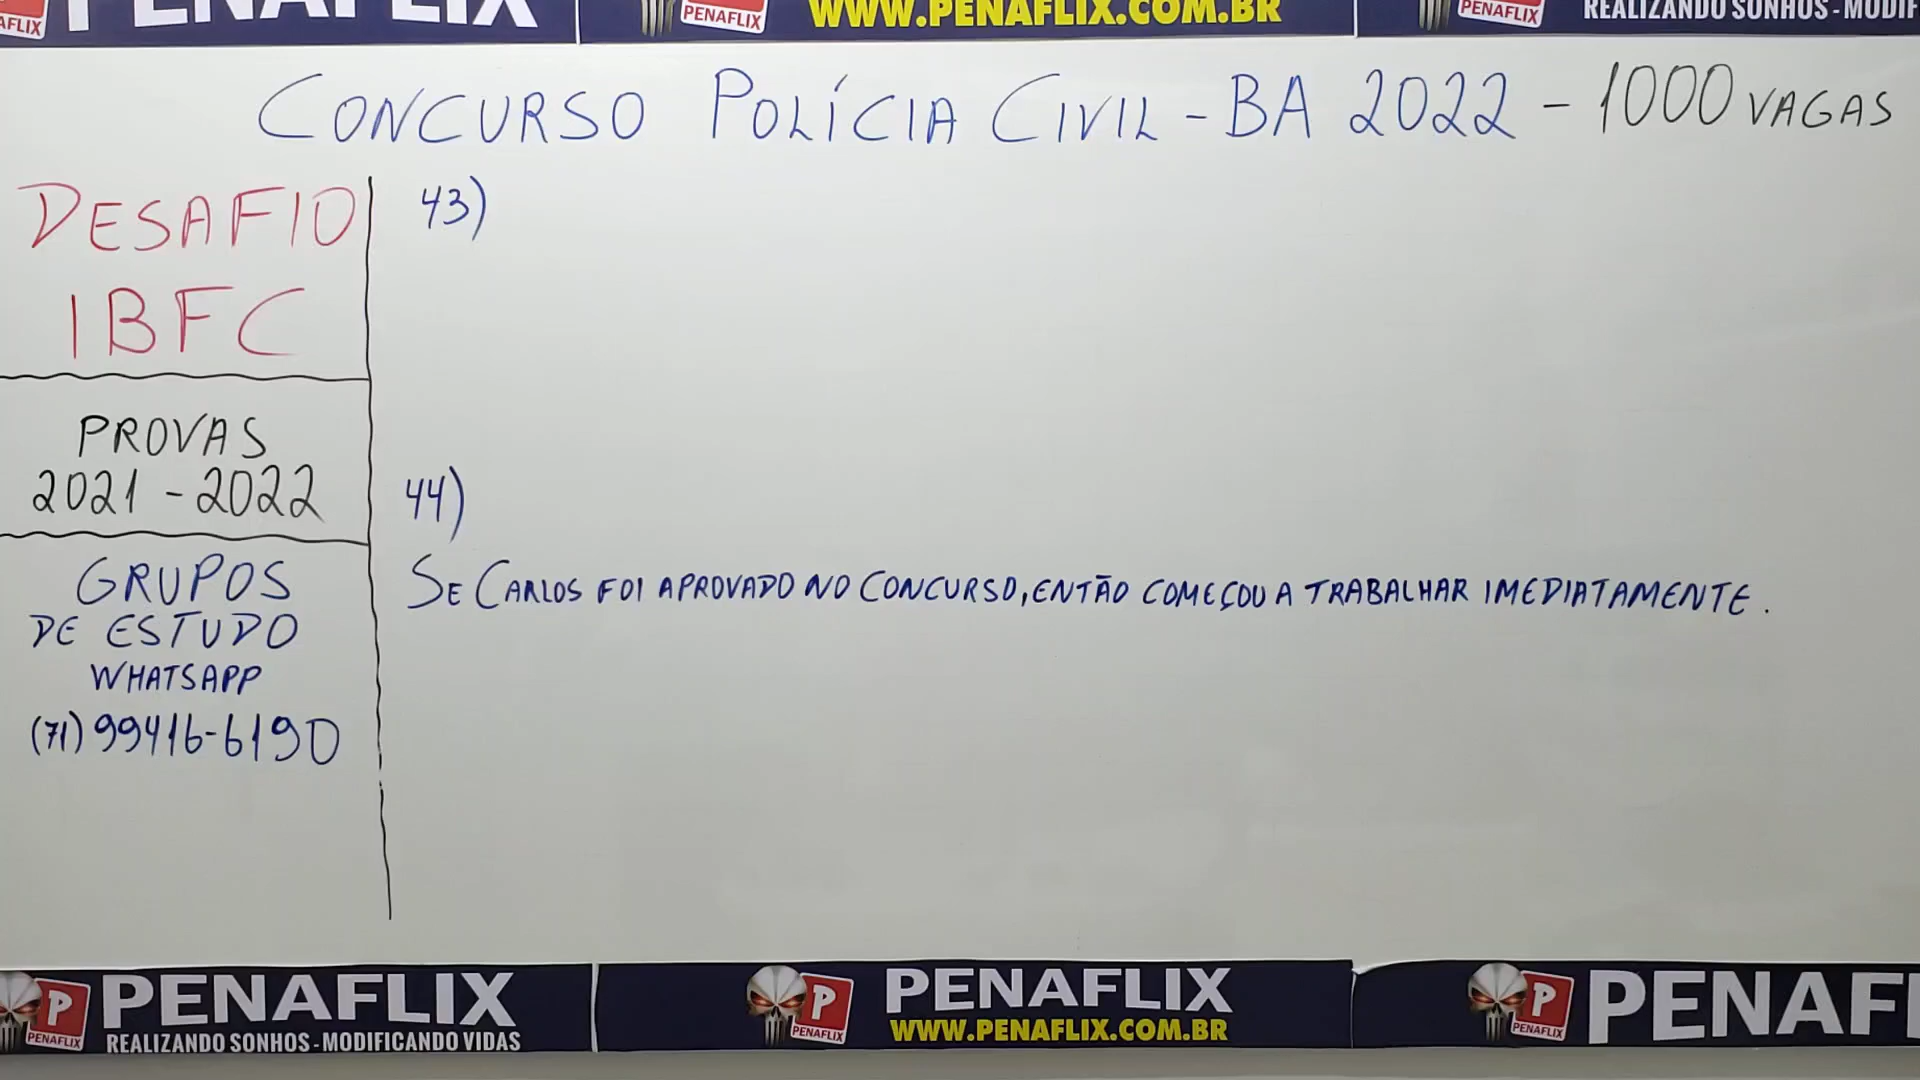 AFLIX
PENAFLIX
PENAFLIX
WWW.PENAFLIX.COM.BR
PENAFLIX
REALIZANDO SONHOS - MODIF
CONCURSO POLÍCIA CIVIL - BA 2022 - 1000 VAGAS
DESAFIO
IBFC
PROVAS
2021 - 2022
GRUPOS
DE ESTUDO
WHATSAPP
(71) 99416-6190
43)
44)
SE CARLOS FOI APROVADO NO CONCURSO, ENTÃO COMEÇOU A TRABALHAR IMEDIATAMENTE.
P
PENAFLIX
PENAFLIX
REALIZANDO SONHOS - MODIFICANDO VIDAS
P
PENAFLIX
PENAFLIX
WWW.PENAFLIX.COM.BR
P
PENAFLIX
PENAF